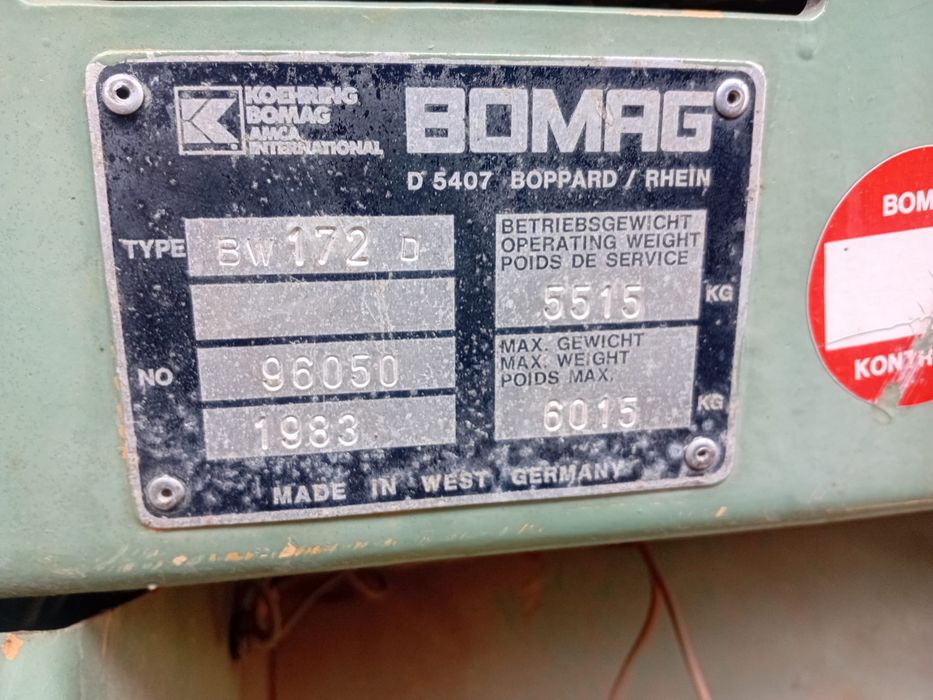 KOEHRING
BOMAG
AMCA
INTERNATIONAL
BOMAG
D 5407 BOPPARD / RHEIN
TYPE BW 172 D
NO 96050
1983
BETRIEBSGEWICHT
OPERATING WEIGHT
POIDS DE SERVICE
5515 KG
MAX. GEWICHT
MAX. WEIGHT
POIDS MAX.
6015 KG
MADE IN WEST GERMANY
BOM
KONTR